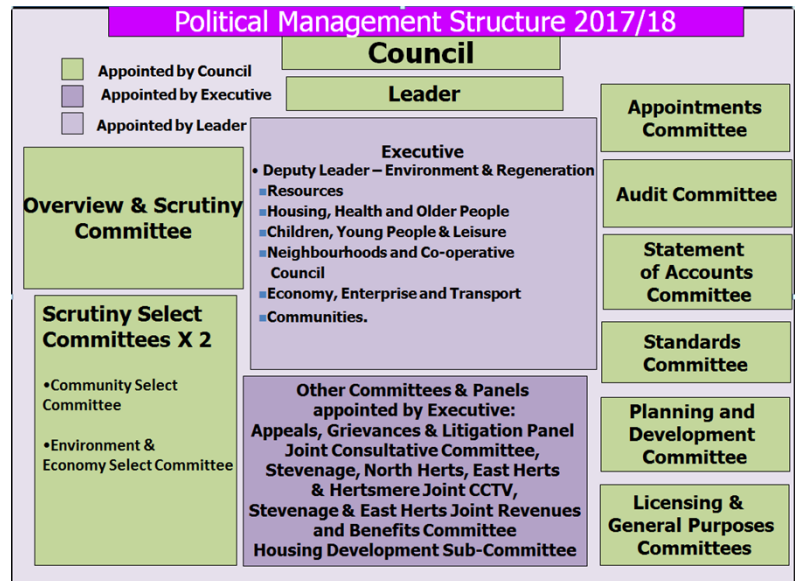 Political Management Structure 2017/18
Council
Leader
Appointed by Council
Appointed by Executive
Appointed by Leader
Overview & Scrutiny
Committee
Scrutiny Select
Committees X 2
•Community Select
Committee
•Environment &
Economy Select Committee
Executive
• Deputy Leader – Environment & Regeneration
Resources
Housing, Health and Older People
Children, Young People & Leisure
Neighbourhoods and Co-operative
Council
Economy, Enterprise and Transport
Communities.
Other Committees & Panels
appointed by Executive:
Appeals, Grievances & Litigation Panel
Joint Consultative Committee,
Stevenage, North Herts, East Herts
& Hertsmere Joint CCTV,
Stevenage & East Herts Joint Revenues
and Benefits Committee
Housing Development Sub-Committee
Appointments
Committee
Audit Committee
Statement
of Accounts
Committee
Standards
Committee
Planning and
Development
Committee
Licensing &
General Purposes
Committees